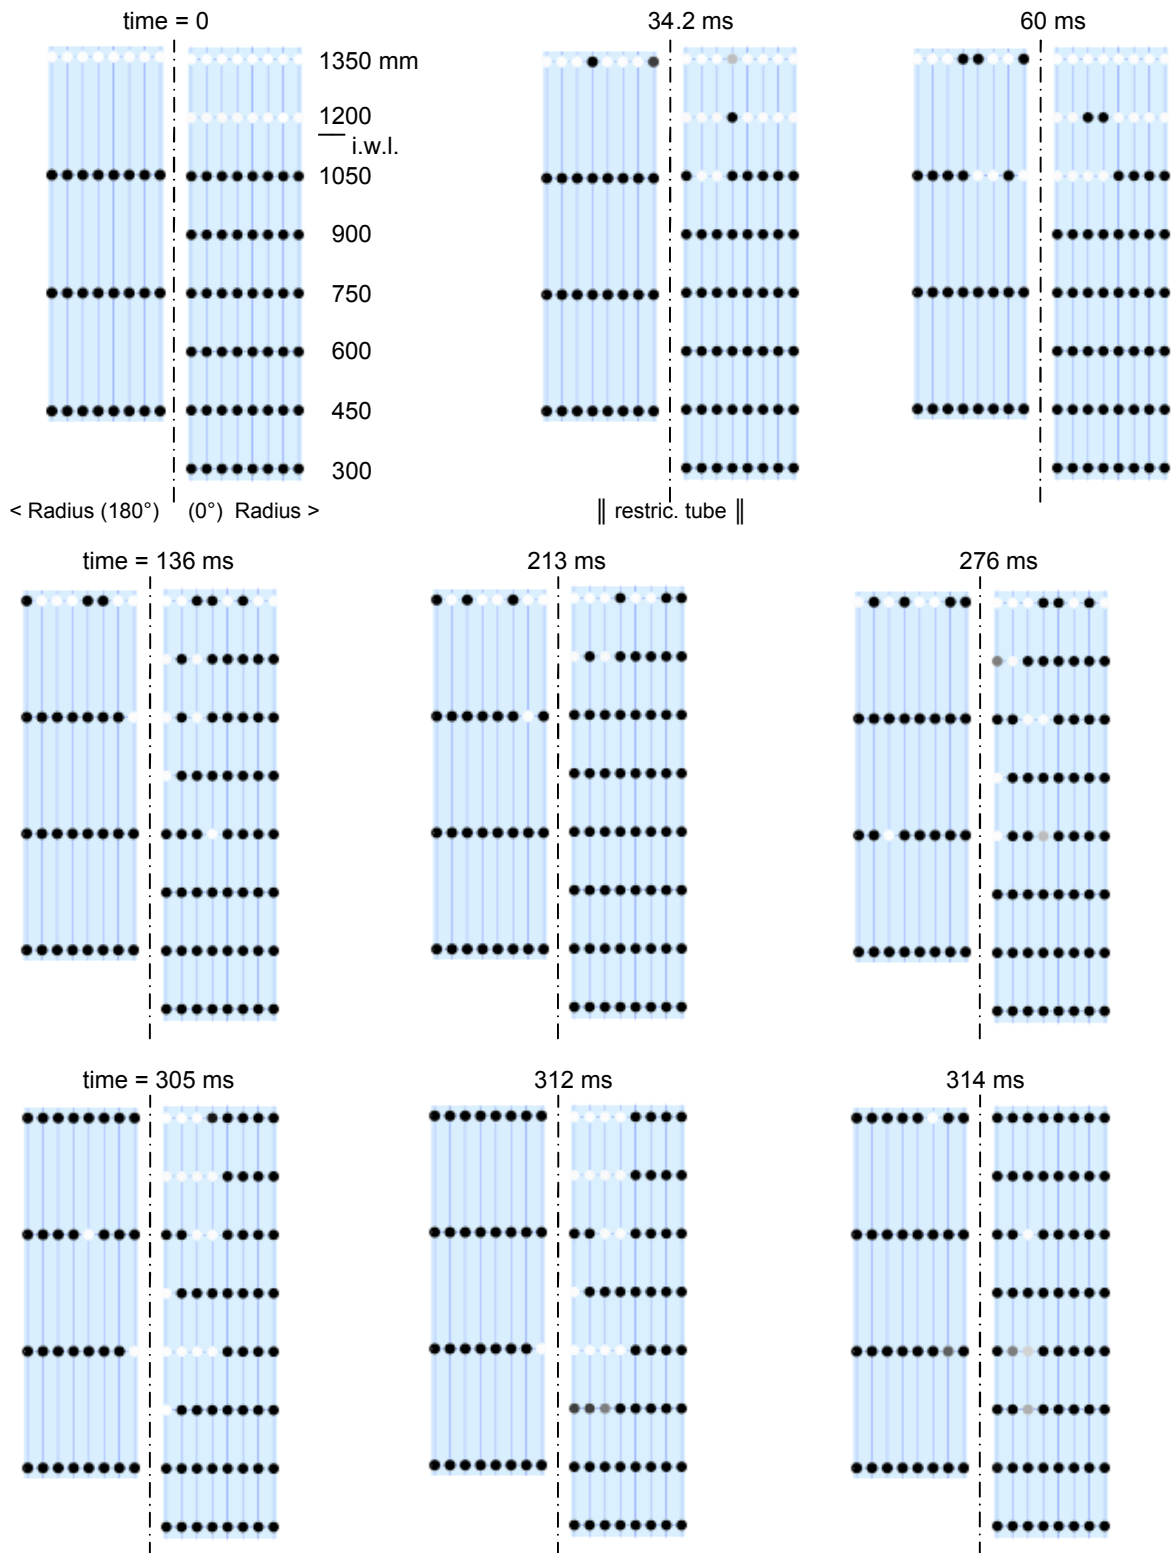 time = 0
34.2 ms
60 ms
1350 mm
1200
i.w.l.
1050
900
750
600
450
300
< Radius (180°) (0°) Radius >
‖ restric. tube ‖
time = 136 ms
213 ms
276 ms
time = 305 ms
312 ms
314 ms